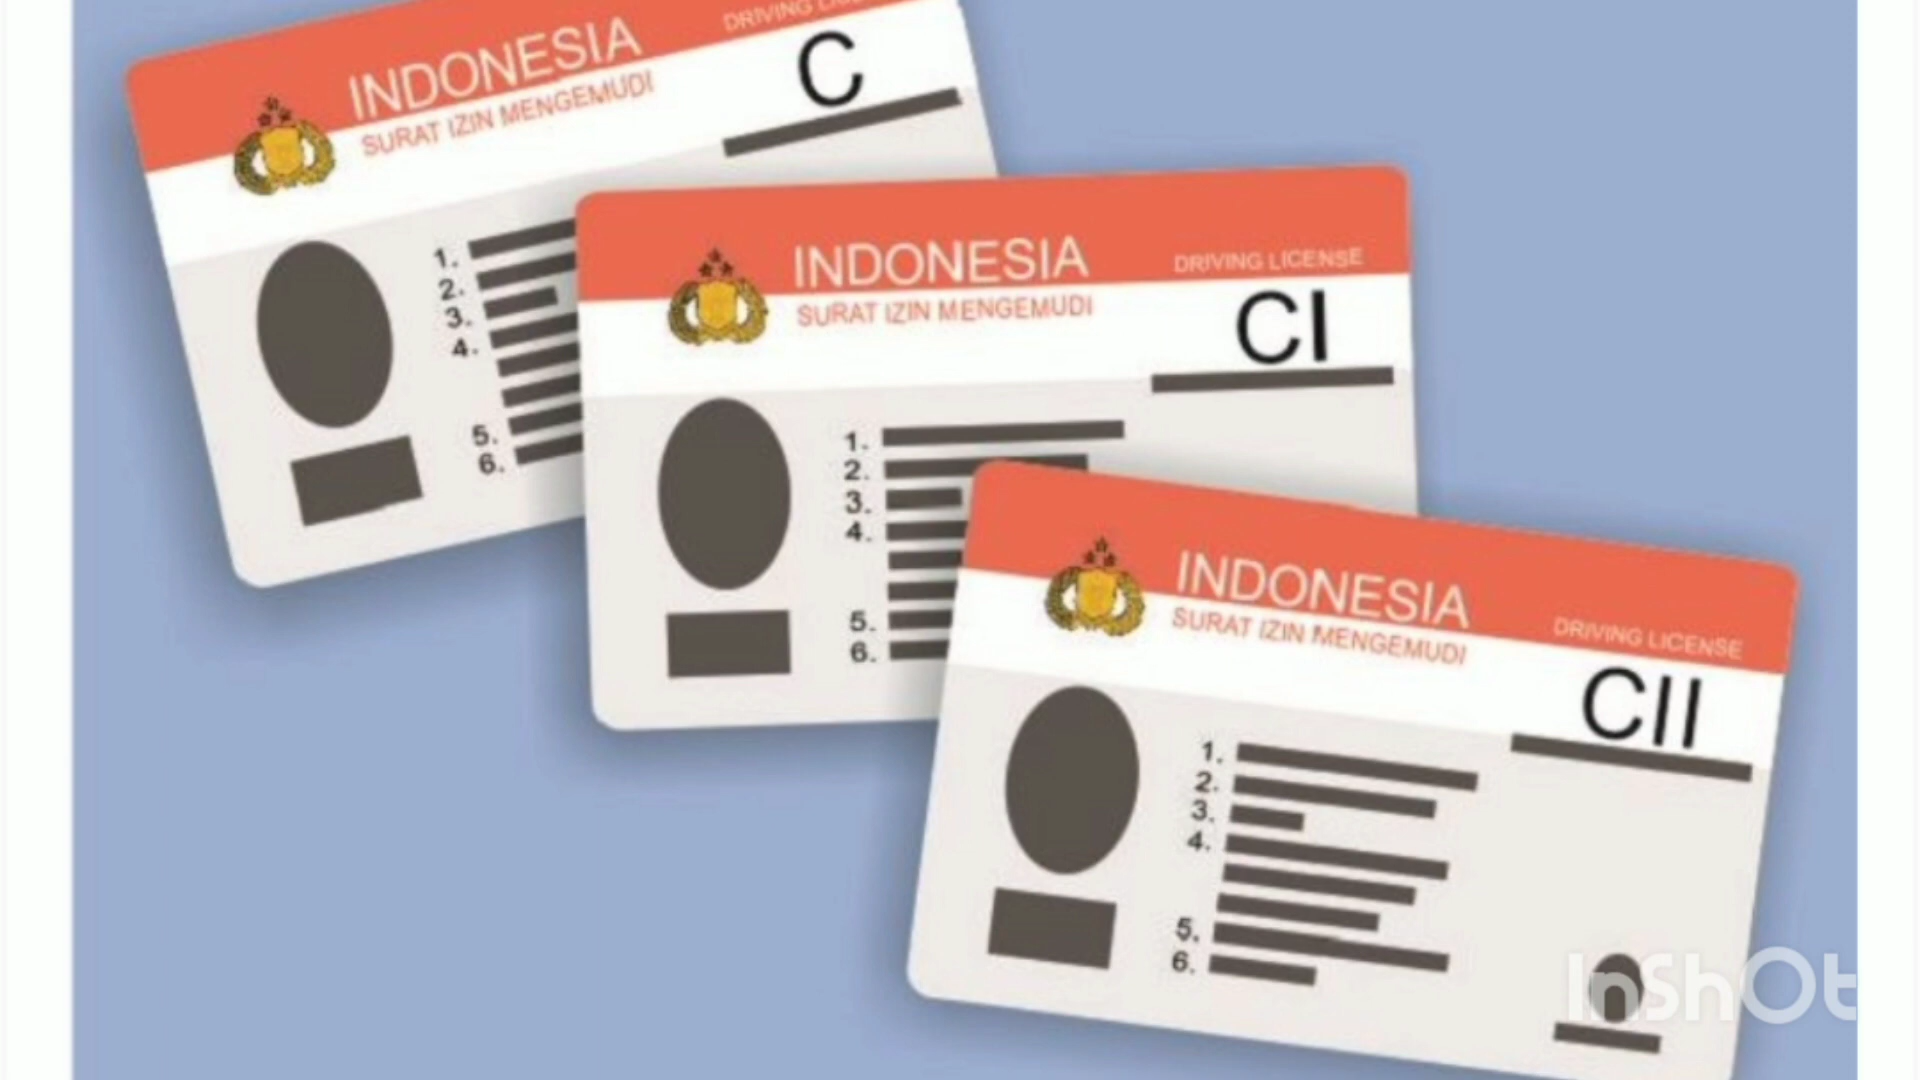 INDONESIA
SURAT IZIN MENGEMUDI
DRIVING
C
1.
2.
3.
4.
5.
6.
INDONESIA
SURAT IZIN MENGEMUDI
DRIVING LICENSE
CI
1.
2.
3.
4.
5.
6.
INDONESIA
SURAT IZIN MENGEMUDI
DRIVING LICENSE
CII
1.
2.
3.
4.
5.
6.
InShOt